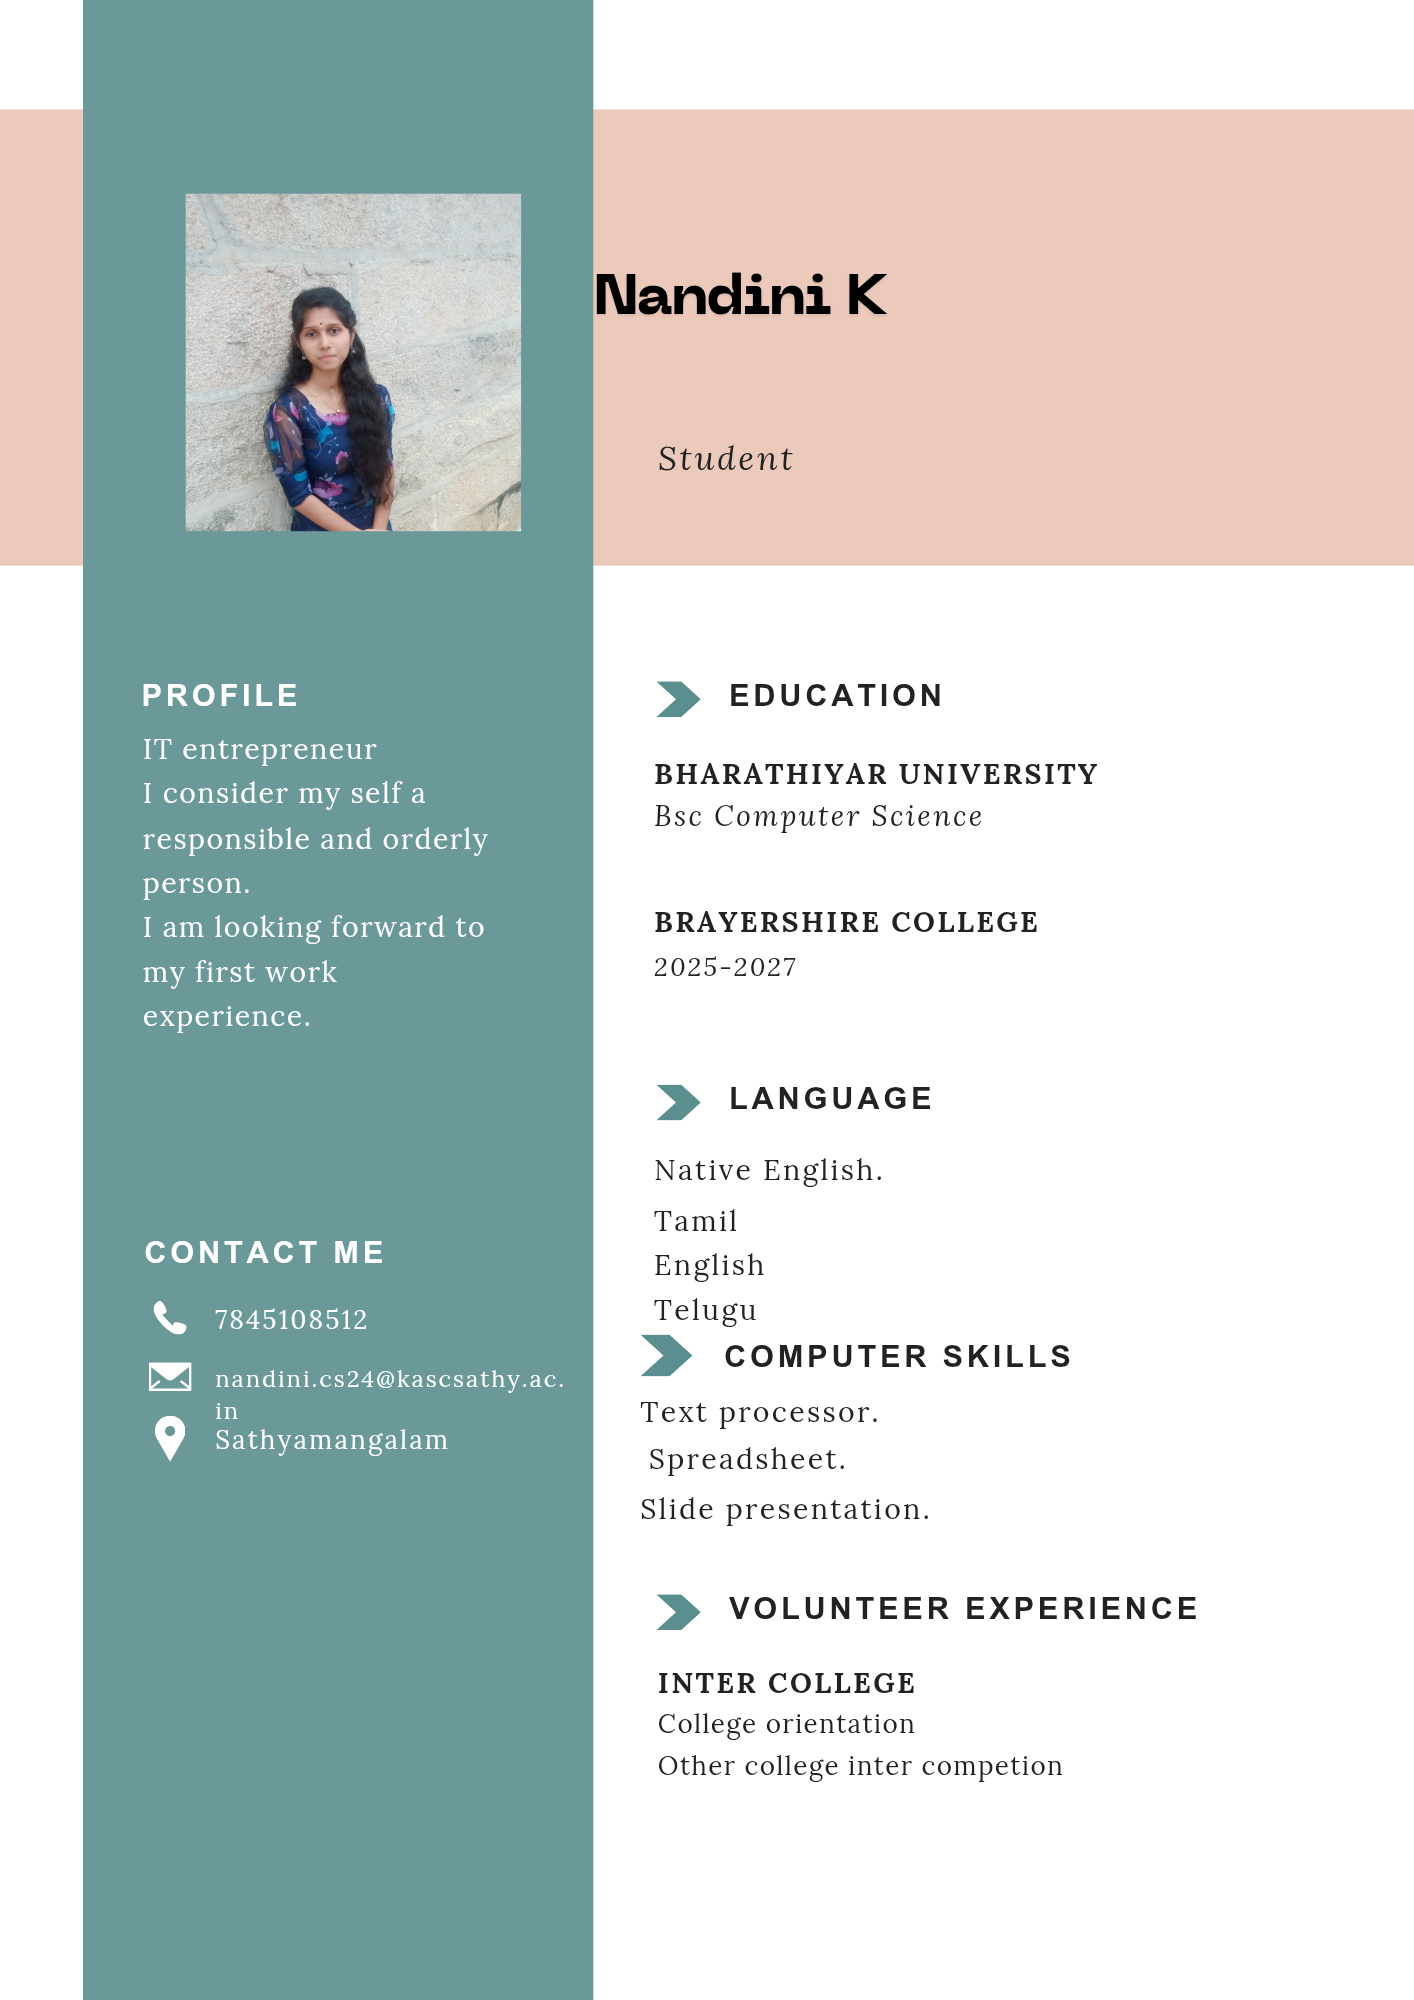 Nandini K
Student
PROFILE
IT entrepreneur
I consider my self a
responsible and orderly
person.
I am looking forward to
my first work
experience.
CONTACT ME
7845108512
nandini.cs24@kascsathy.ac.
in
Sathyamangalam
EDUCATION
BHARATHIYAR UNIVERSITY
Bsc Computer Science
BRAYERSHIRE COLLEGE
2025-2027
LANGUAGE
Native English.
Tamil
English
Telugu
COMPUTER SKILLS
Text processor.
Spreadsheet.
Slide presentation.
VOLUNTEER EXPERIENCE
INTER COLLEGE
College orientation
Other college inter competion